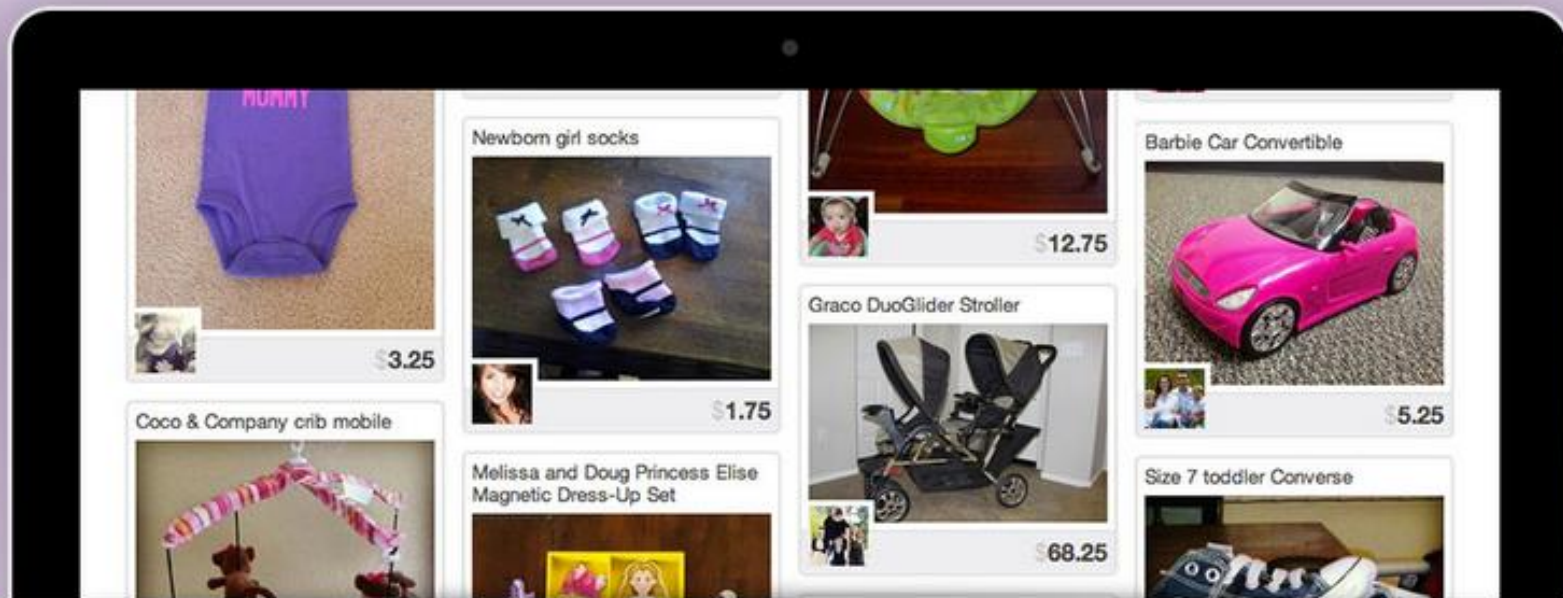 MOMMY
$3.25
Coco & Company crib mobile
Newborn girl socks
$1.75
Melissa and Doug Princess Elise
Magnetic Dress-Up Set
$12.75
Graco DuoGlider Stroller
$68.25
Barbie Car Convertible
$5.25
Size 7 toddler Converse